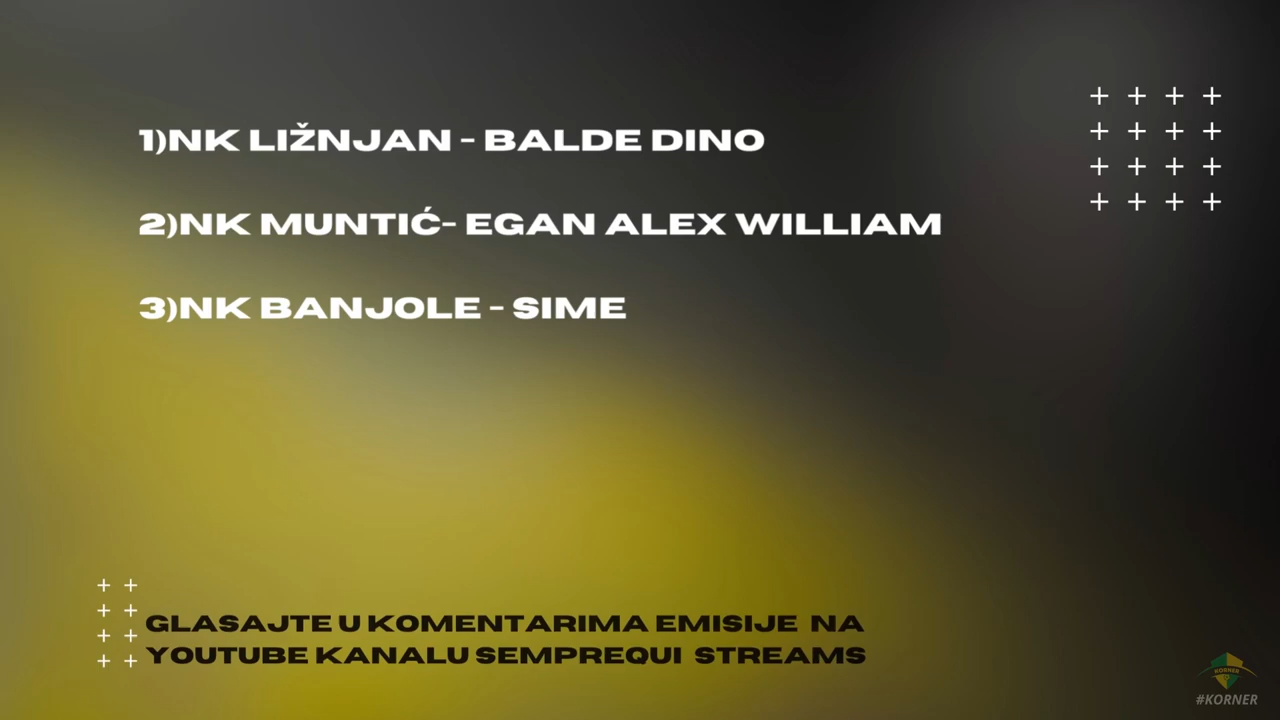 1)NK LIŽNJAN - BALDE DINO
2)NK MUNTIĆ- EGAN ALEX WILLIAM
3)NK BANJOLE - SIME
GLASAJTE U KOMENTARIMA EMISIJE NA
YOUTUBE KANALU SEMPREQUI STREAMS
KORNER
#KORNER